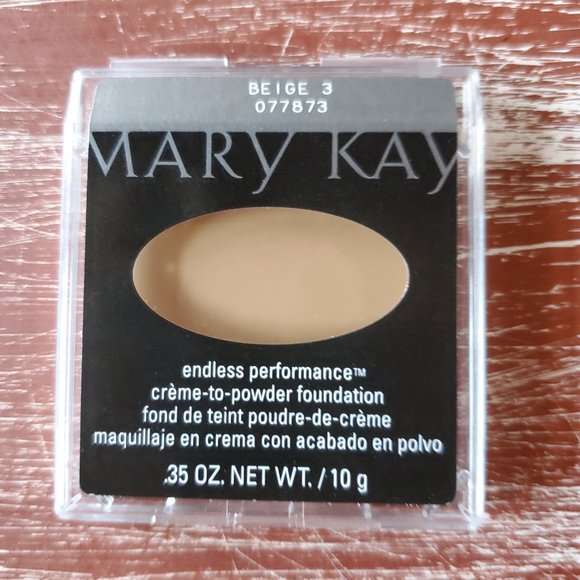 BEIGE 3
077873
MARY KAY
endless performance™
crème-to-powder foundation
fond de teint poudre-de-crème
maquillaje en crema con acabado en polvo
.35 OZ. NET WT. / 10 g